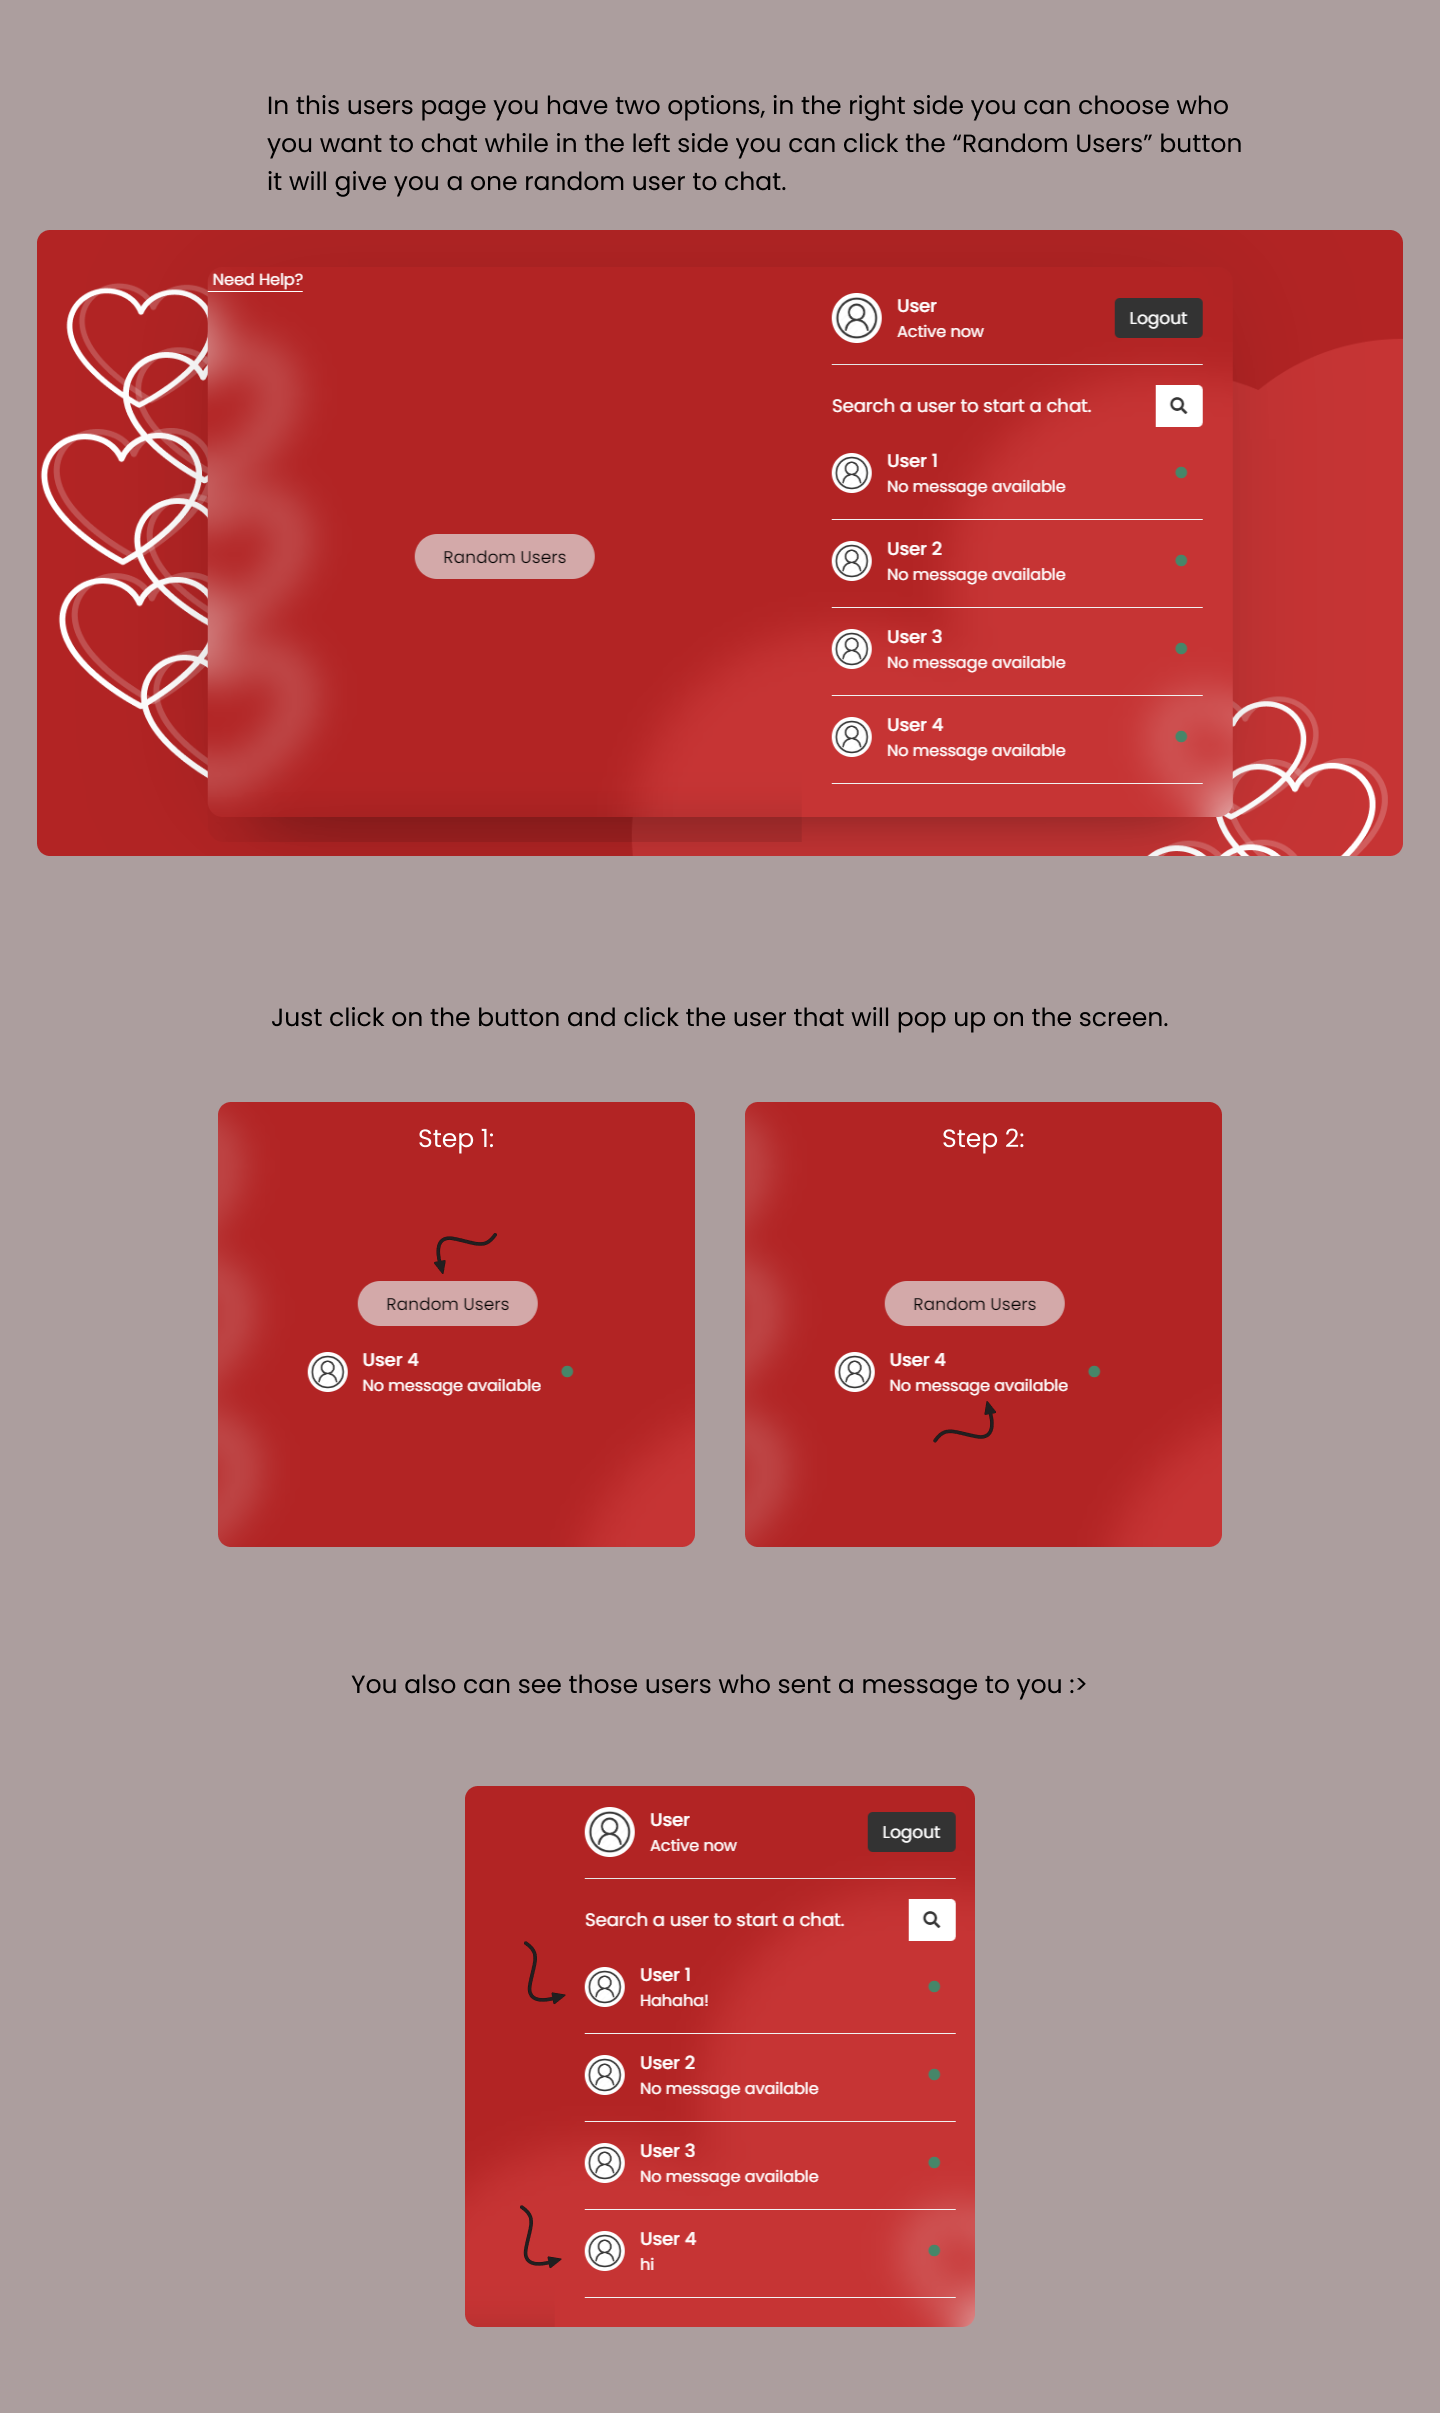 In this users page you have two options, in the right side you can choose who
you want to chat while in the left side you can click the “Random Users” button
it will give you a one random user to chat.
Need Help?
Random Users
User
Active now
Logout
Search a user to start a chat.
User 1
No message available
User 2
No message available
User 3
No message available
User 4
No message available
Just click on the button and click the user that will pop up on the screen.
Step 1:
Random Users
User 4
No message available
Step 2:
Random Users
User 4
No message available
You also can see those users who sent a message to you :>
User
Active now
Logout
Search a user to start a chat.
User 1
Hahaha!
User 2
No message available
User 3
No message available
User 4
hi